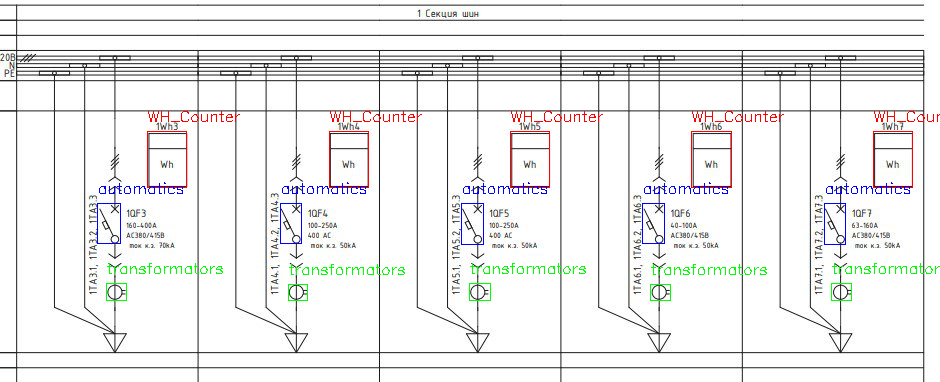 1 Секция шин
20В
N
PE
WH_Counter
1Wh3
Wh
automatics
1TA3.1, 1TA3.2, 1TA3.3
1QF3
160-400A
AC380/415В
ток к.з. 70kA
transformators
WH_Counter
1Wh4
Wh
automatics
1TA4.1, 1TA4.2, 1TA4.3
1QF4
100-250A
400 AC
ток к.з. 50kA
transformators
WH_Counter
1Wh5
Wh
automatics
1TA5.1, 1TA5.2, 1TA5.3
1QF5
100-250A
400 AC
ток к.з. 50kA
transformators
WH_Counter
1Wh6
Wh
automatics
1TA6.1, 1TA6.2, 1TA6.3
1QF6
40-100A
AC380/415В
ток к.з. 50kA
transformators
WH_Counter
1Wh7
Wh
automatics
1TA7.1, 1TA7.2, 1TA7.3
1QF7
63-160A
AC380/415В
ток к.з. 50kA
transformators